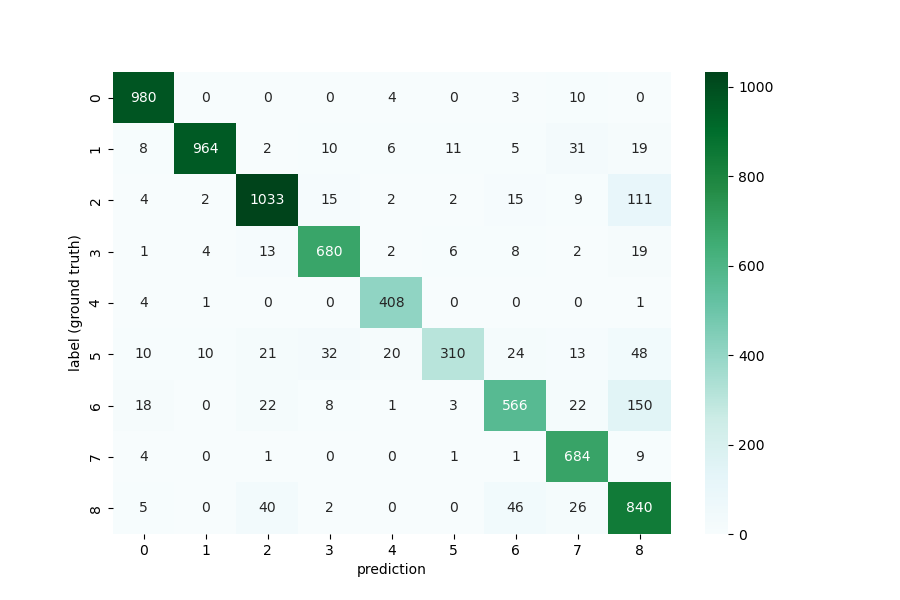 0 980 0 0 0 4 0 3 10 0
1 8 964 2 10 6 11 5 31 19
2 4 2 1033 15 2 2 15 9 111
3 1 4 13 680 2 6 8 2 19
4 4 1 0 0 408 0 0 0 1
5 10 10 21 32 20 310 24 13 48
6 18 0 22 8 1 3 566 22 150
7 4 0 1 0 0 1 1 684 9
8 5 0 40 2 0 0 46 26 840
0 1 2 3 4 5 6 7 8
prediction
label (ground truth)
1000
800
600
400
200
0